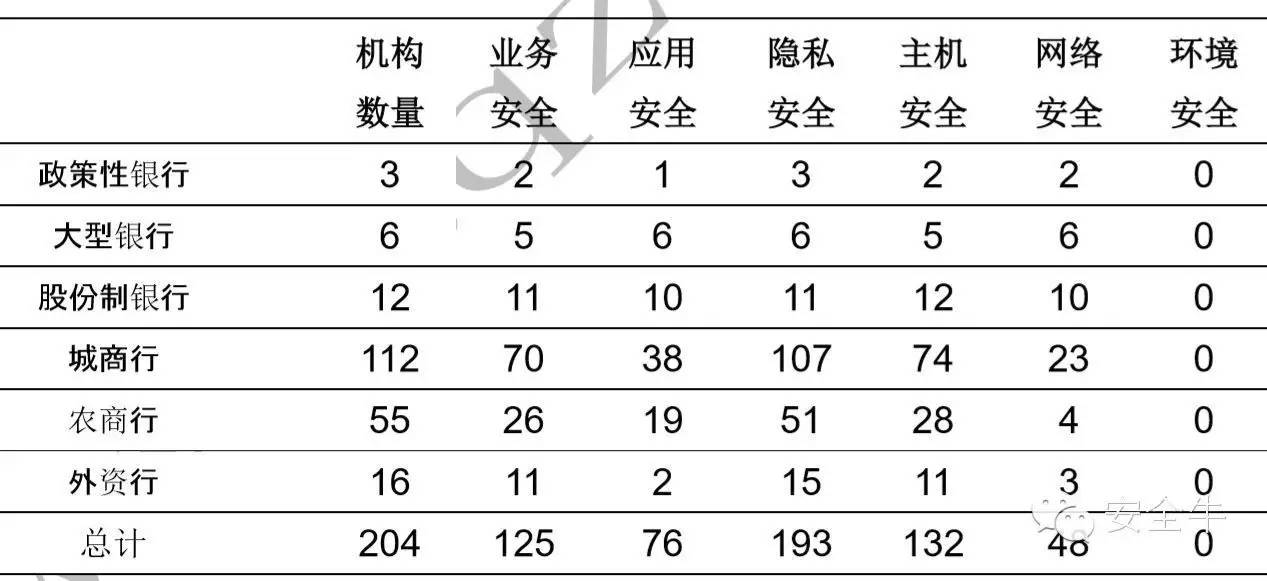 机构 业务 应用 隐私 主机 网络 环境
数量 安全 安全 安全 安全 安全 安全
政策性银行 3 2 1 3 2 2 0
大型银行 6 5 6 6 5 6 0
股份制银行 12 11 10 11 12 10 0
城商行 112 70 38 107 74 23 0
农商行 55 26 19 51 28 4 0
外资行 16 11 2 15 11 3 0
安全牛
总计 204 125 76 193 132 48 0